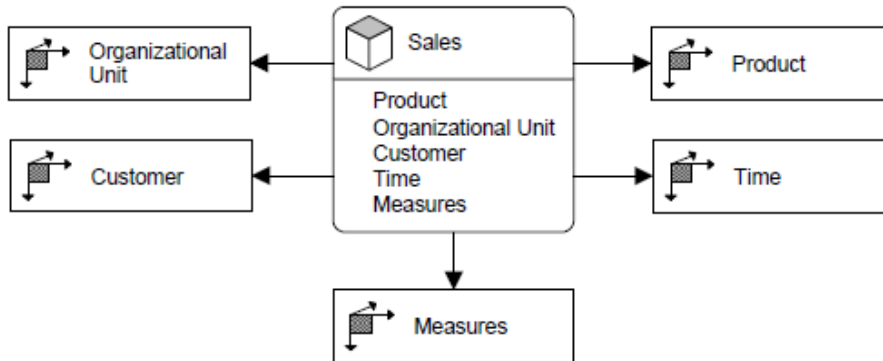 Sales
Product
Organizational Unit
Customer
Time
Measures
Organizational
Unit
Product
Customer
Time
Measures